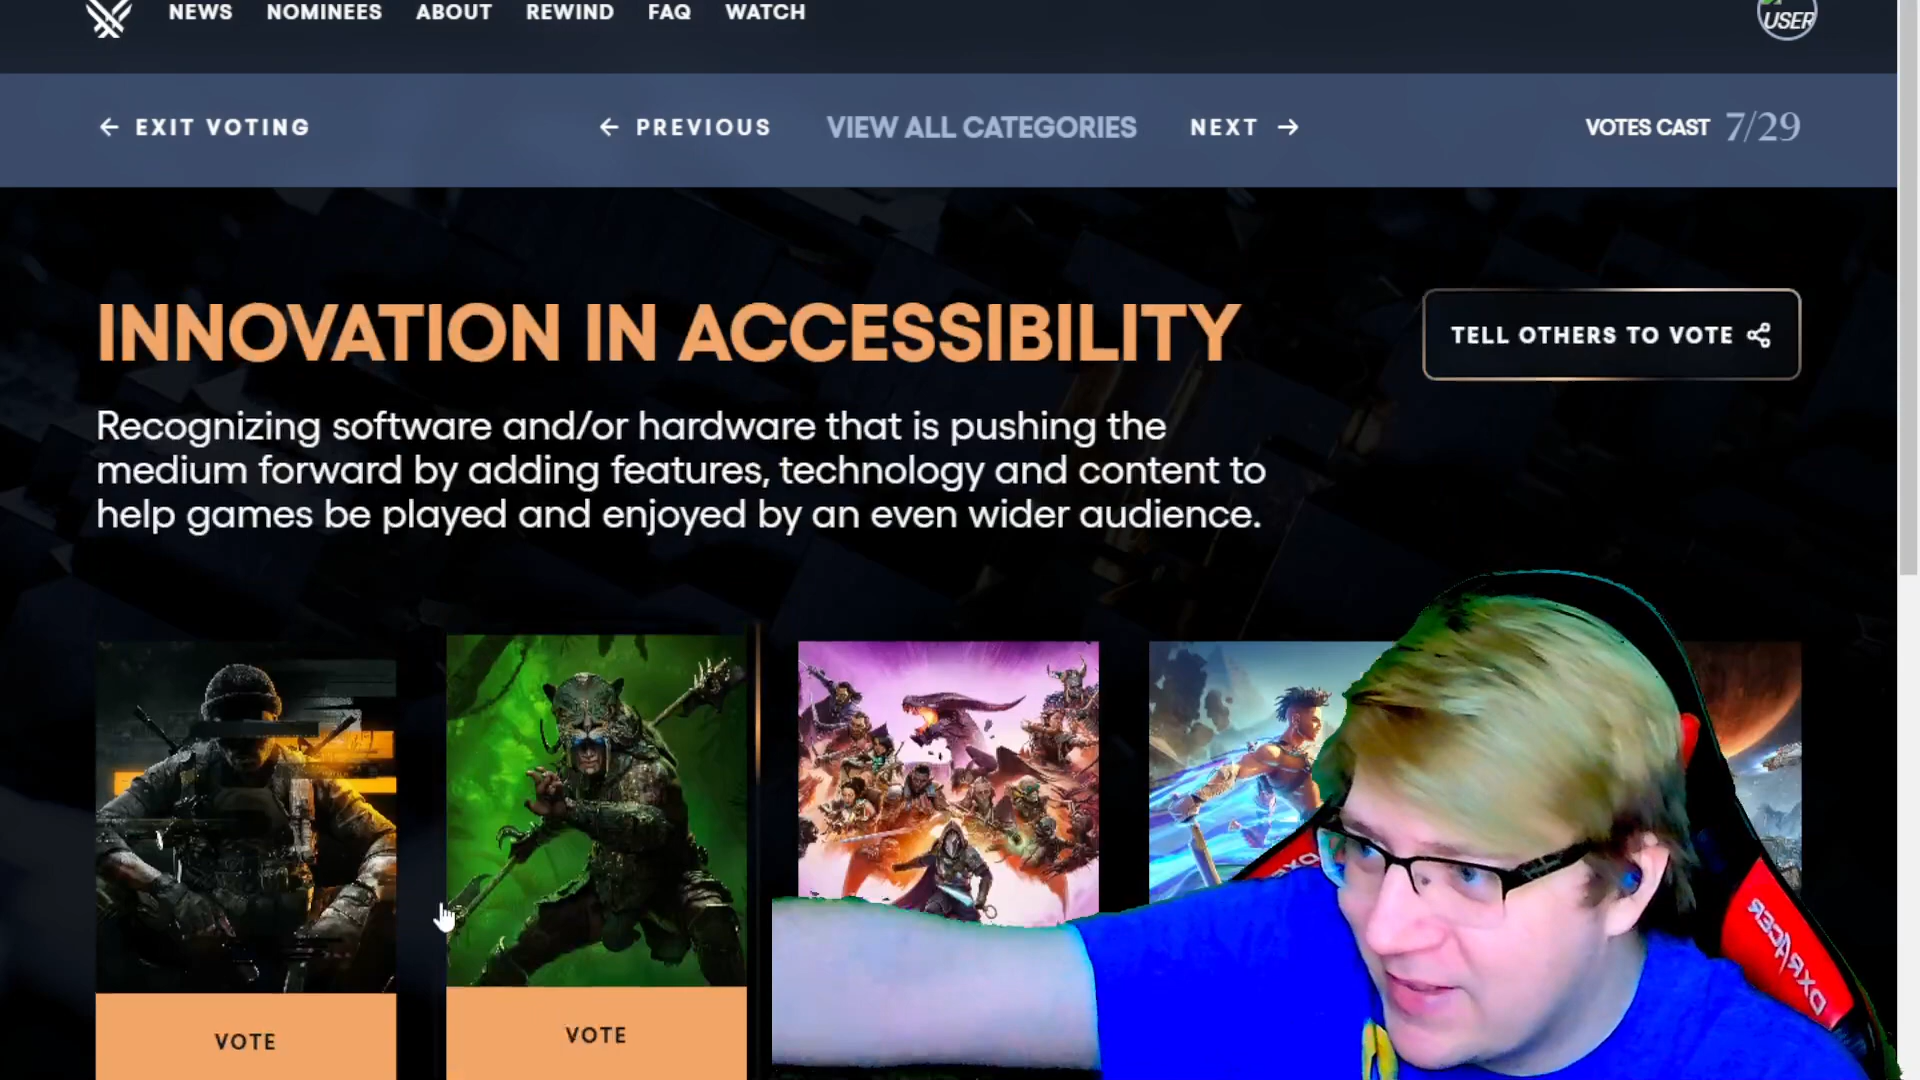 NEWS NOMINEES ABOUT REWIND FAQ WATCH
USER
← EXIT VOTING ← PREVIOUS VIEW ALL CATEGORIES NEXT → VOTES CAST 7/29
INNOVATION IN ACCESSIBILITY
TELL OTHERS TO VOTE
Recognizing software and/or hardware that is pushing the
medium forward by adding features, technology and content to
help games be played and enjoyed by an even wider audience.
VOTE
VOTE
DXRACER